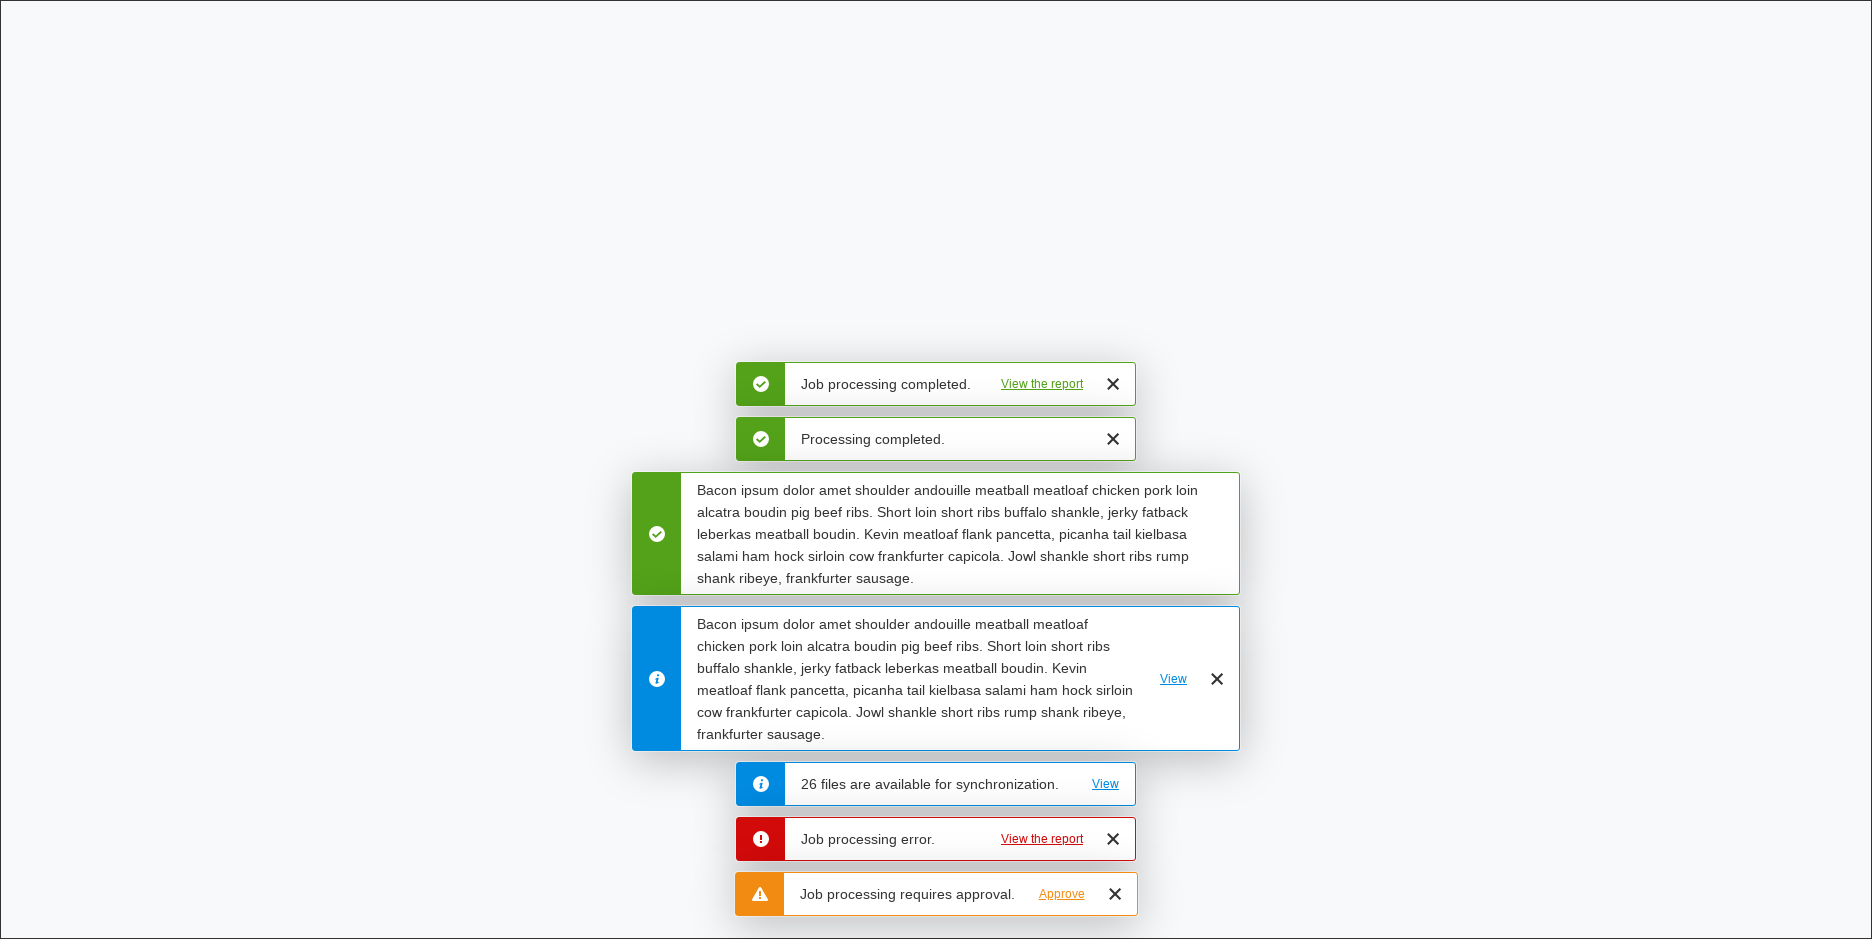 Job processing completed. View the report
Processing completed.
Bacon ipsum dolor amet shoulder andouille meatball meatloaf chicken pork loin
alcatra boudin pig beef ribs. Short loin short ribs buffalo shankle, jerky fatback
leberkas meatball boudin. Kevin meatloaf flank pancetta, picanha tail kielbasa
salami ham hock sirloin cow frankfurter capicola. Jowl shankle short ribs rump
shank ribeye, frankfurter sausage.
Bacon ipsum dolor amet shoulder andouille meatball meatloaf
chicken pork loin alcatra boudin pig beef ribs. Short loin short ribs
buffalo shankle, jerky fatback leberkas meatball boudin. Kevin
meatloaf flank pancetta, picanha tail kielbasa salami ham hock sirloin
cow frankfurter capicola. Jowl shankle short ribs rump shank ribeye,
frankfurter sausage.
View
26 files are available for synchronization. View
Job processing error. View the report
Job processing requires approval. Approve